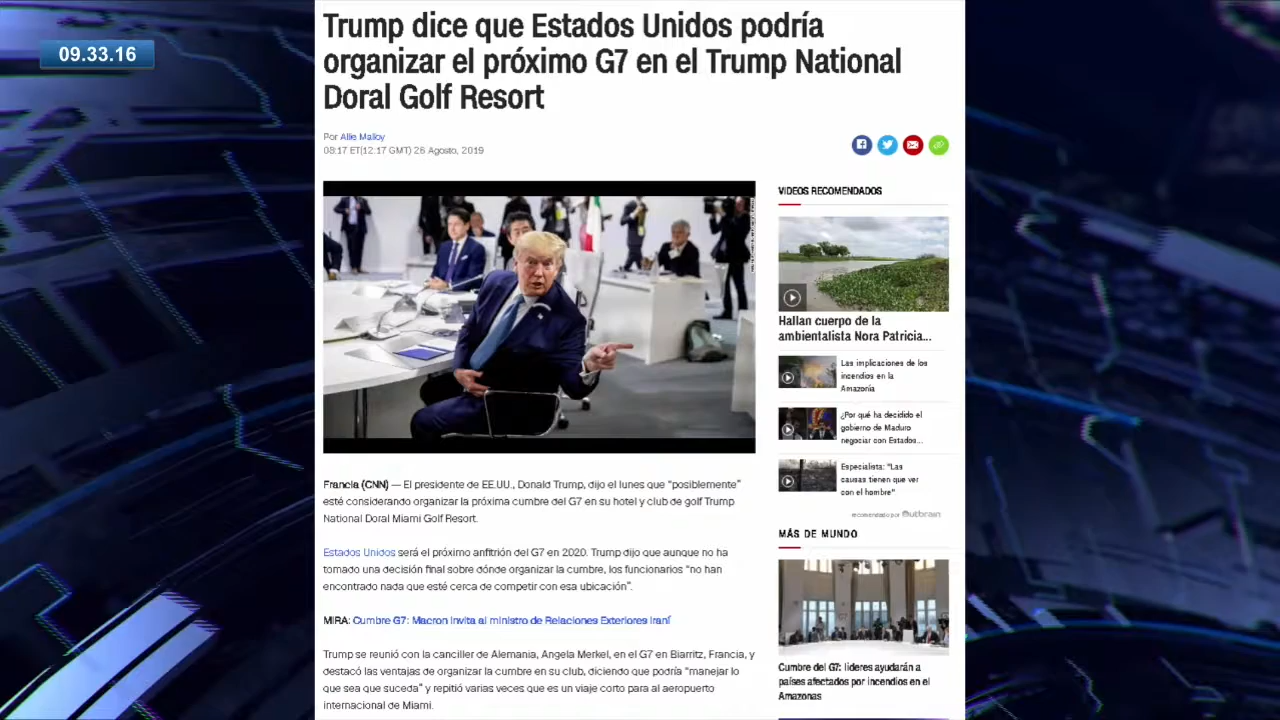 09.33.16
Trump dice que Estados Unidos podría
organizar el próximo G7 en el Trump National
Doral Golf Resort
Por Allie Malloy
08:17 ET(12:17 GMT) 26 Agosto, 2019
VIDEOS RECOMENDADOS
Hallan cuerpo de la
ambientalista Nora Patricia...
Las implicaciones de los
incendios en la
Amazonía
¿Por qué ha decidido el
gobierno de Maduro
negociar con Estados...
Especialista: "Las
causas tienen que ver
con el hombre"
recomendado por Outbrain
Francia (CNN) — El presidente de EE.UU., Donald Trump, dijo el lunes que “posiblemente”
esté considerando organizar la próxima cumbre del G7 en su hotel y club de golf Trump
National Doral Miami Golf Resort.
Estados Unidos será el próximo anfitrión del G7 en 2020. Trump dijo que aunque no ha
tomado una decisión final sobre dónde organizar la cumbre, los funcionarios “no han
encontrado nada que esté cerca de competir con esa ubicación”.
MIRA: Cumbre G7: Macron invita al ministro de Relaciones Exteriores iraní
Trump se reunió con la canciller de Alemania, Angela Merkel, en el G7 en Biarritz, Francia, y
destacó las ventajas de organizar la cumbre en su club, diciendo que podría “manejar lo
que sea que suceda” y repitió varias veces que es un viaje corto para al aeropuerto
internacional de Miami.
MÁS DE MUNDO
Cumbre del G7: líderes ayudarán a
países afectados por incendios en el
Amazonas